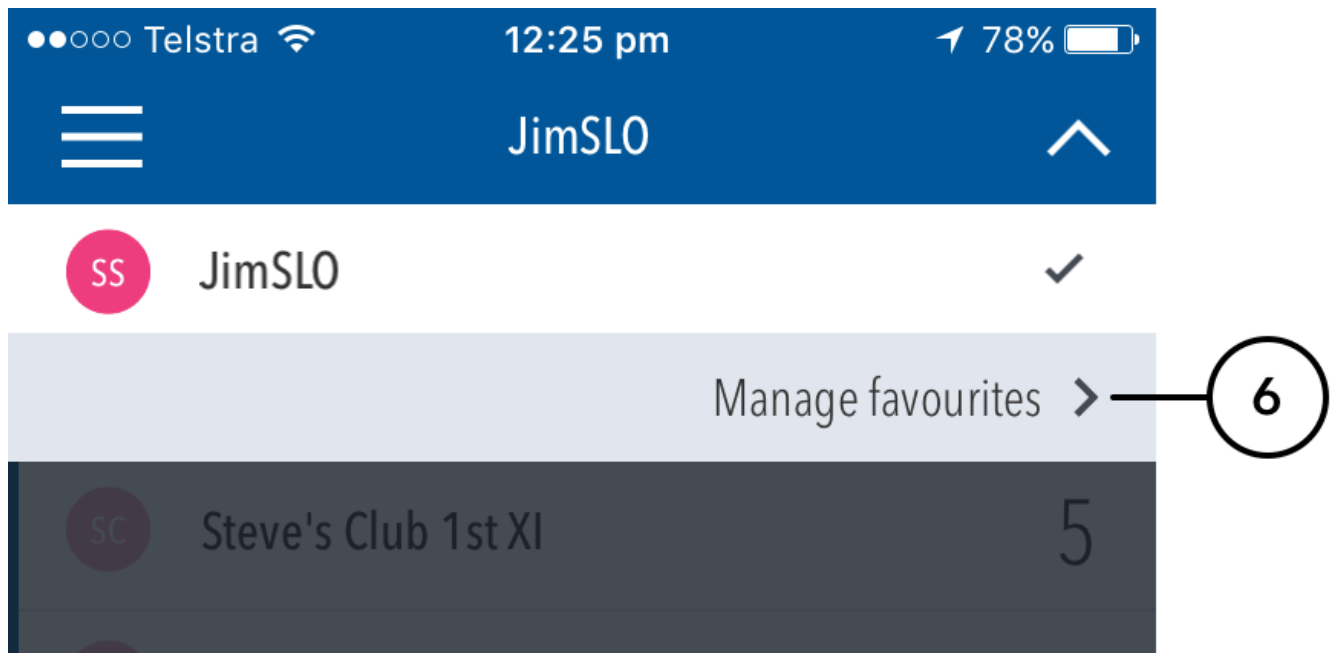 Telstra 12:25 pm 78%
JimSLO
SS JimSLO
Manage favourites 6
SC Steve's Club 1st XI 5